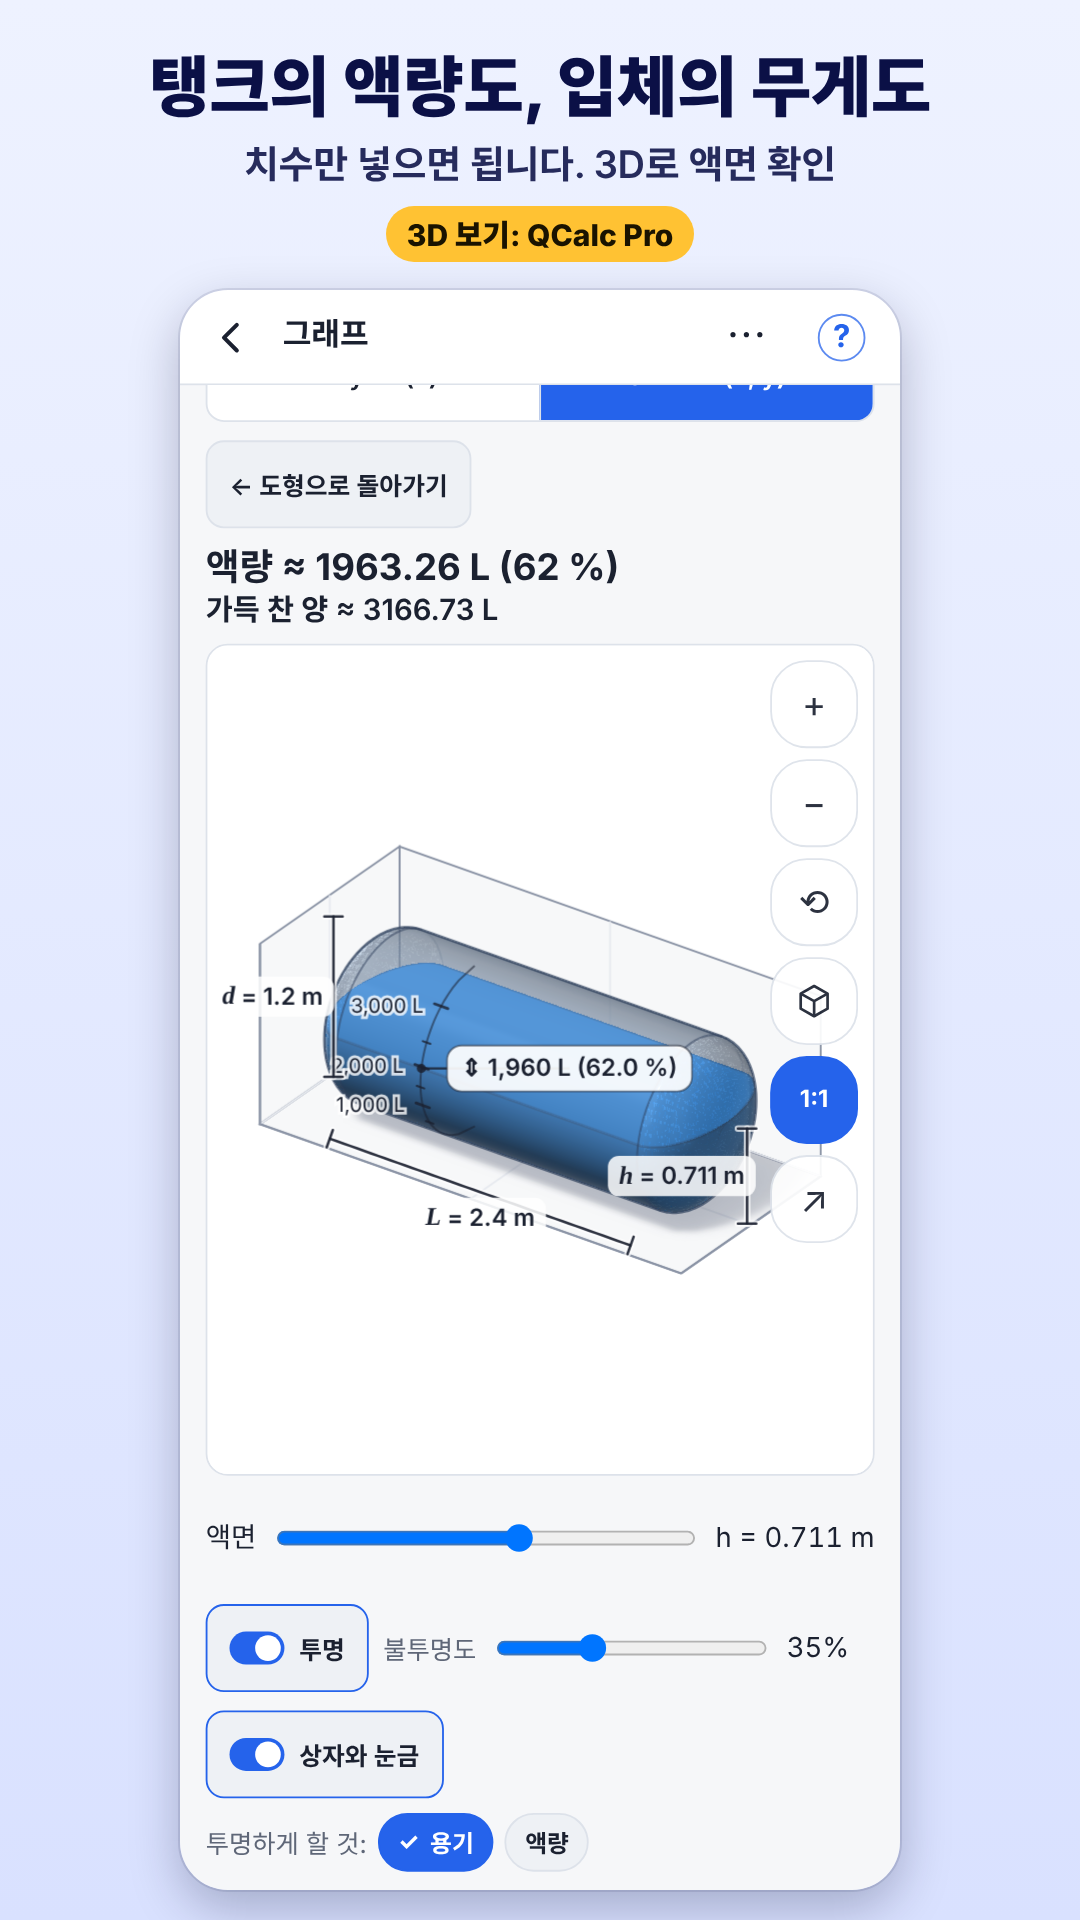 탱크의 액량도, 입체의 무게도
치수만 넣으면 됩니다. 3D로 액면 확인
3D 보기: QCalc Pro
그래프
?
← 도형으로 돌아가기
액량 ≈ 1963.26 L (62 %)
가득 찬 양 ≈ 3166.73 L
+
−
d = 1.2 m
3,000 L
2,000 L
⇕ 1,960 L (62.0 %)
1:1
1,000 L
h = 0.711 m
L = 2.4 m
액면
h = 0.711 m
투명
불투명도
35%
상자와 눈금
투명하게 할 것:
✓ 용기
액량